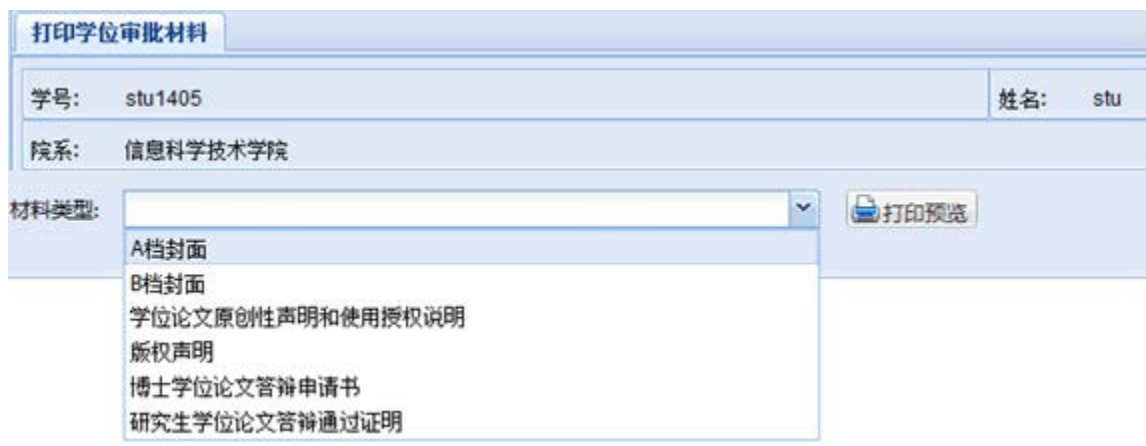 打印学位审批材料
学号: stu1405 姓名: stu
院系: 信息科学技术学院
材料类型: 打印预览
A档封面
B档封面
学位论文原创性声明和使用授权说明
版权声明
博士学位论文答辩申请书
研究生学位论文答辩通过证明